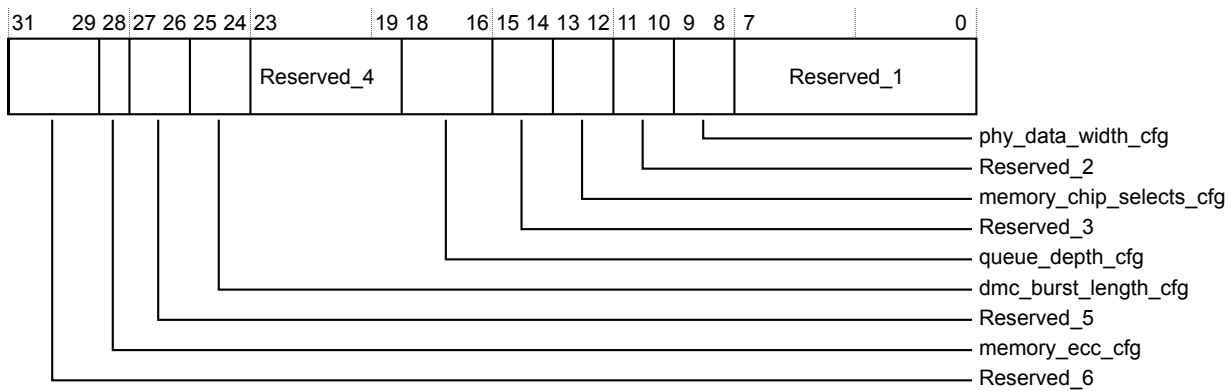 31 29 28 27 26 25 24 23 19 18 16 15 14 13 12 11 10 9 8 7 0
Reserved_4 Reserved_1
phy_data_width_cfg
Reserved_2
memory_chip_selects_cfg
Reserved_3
queue_depth_cfg
dmc_burst_length_cfg
Reserved_5
memory_ecc_cfg
Reserved_6